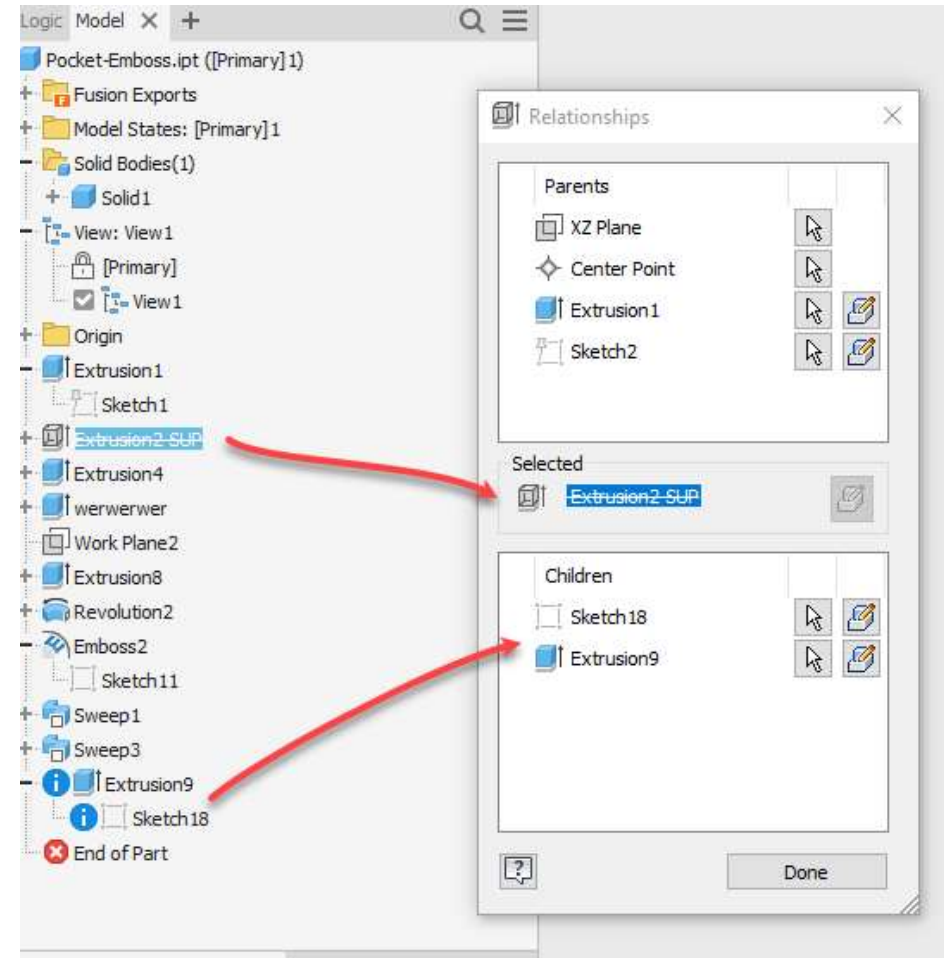 Logic Model
Pocket-Emboss.ipt ([Primary]1)
Fusion Exports
Model States: [Primary]1
Solid Bodies(1)
Solid1
View: View1
[Primary]
View1
Origin
Extrusion1
Sketch1
Extrusion2 SUP
Extrusion4
werwerwer
Work Plane2
Extrusion8
Revolution2
Emboss2
Sketch11
Sweep1
Sweep3
Extrusion9
Sketch18
End of Part
Relationships
Parents
XZ Plane
Center Point
Extrusion1
Sketch2
Selected
Extrusion2 SUP
Children
Sketch18
Extrusion9
Done